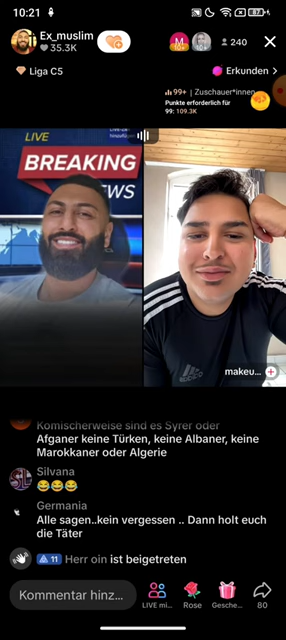 10:21
87
Ex_muslim
35.3K
240
Liga C5
Erkunden >
99+ | Zuschauer*innen
Punkte erforderlich für
99: 109.3K
LIVE
BREAKING
NEWS
adidas
makeu...
Komischerweise sind es Syrer oder
Afganer keine Türken, keine Albaner, keine
Marokkaner oder Algerie
Silvana
😂😂😂
Germania
Alle sagen..kein vergessen .. Dann holt euch
die Täter
11 Herr oin ist beigetreten
Kommentar hinz...
LIVE mi...
Rose
Gesche...
80